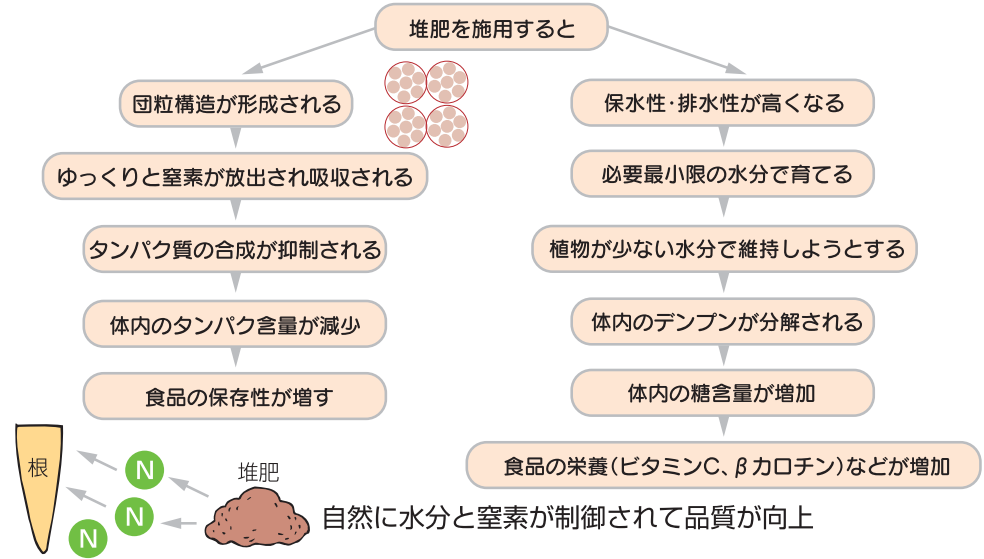 堆肥を施用すると
団粒構造が形成される
ゆっくりと窒素が放出され吸収される
タンパク質の合成が抑制される
体内のタンパク含量が減少
食品の保存性が増す
保水性・排水性が高くなる
必要最小限の水分で育てる
植物が少ない水分で維持しようとする
体内のデンプンが分解される
体内の糖含量が増加
食品の栄養(ビタミンC、βカロチン)などが増加
根
N
N
N
堆肥
自然に水分と窒素が制御されて品質が向上